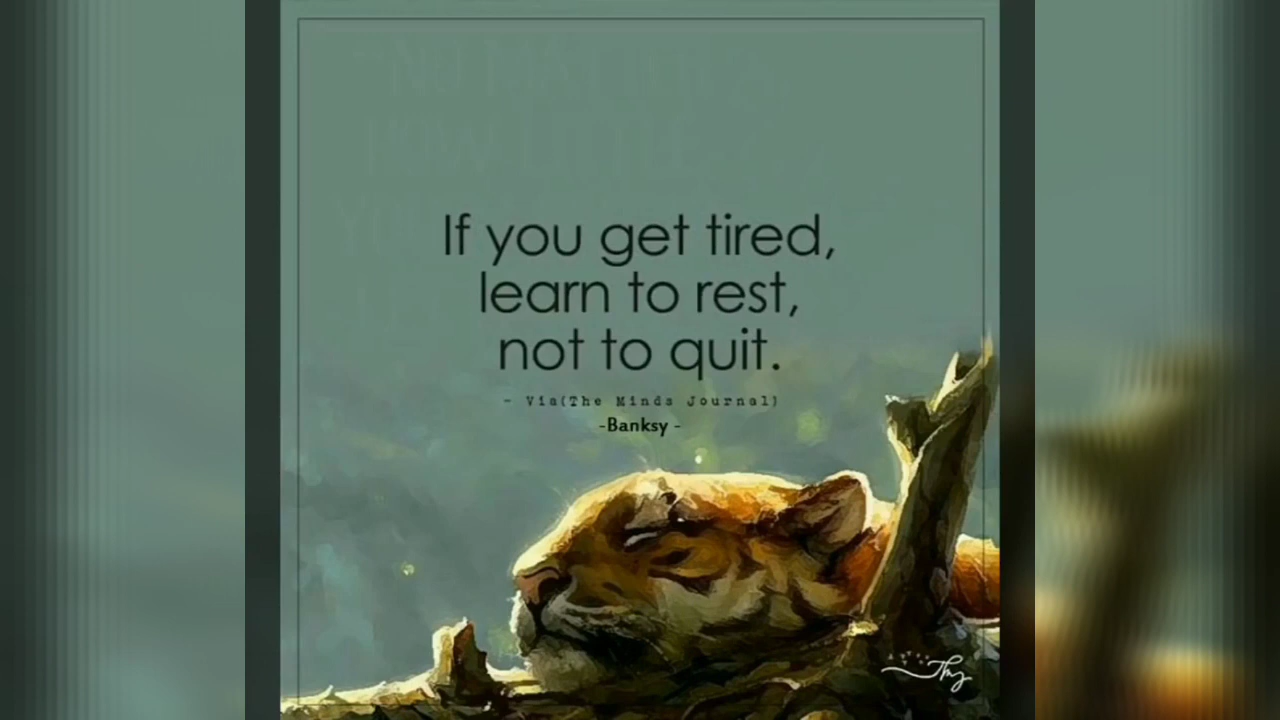 If you get tired,
learn to rest,
not to quit.
- Via(The Minds Journal)
-Banksy -